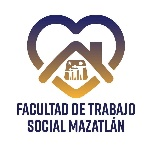 FACULTAD DE TRABAJO
SOCIAL MAZATLÁN